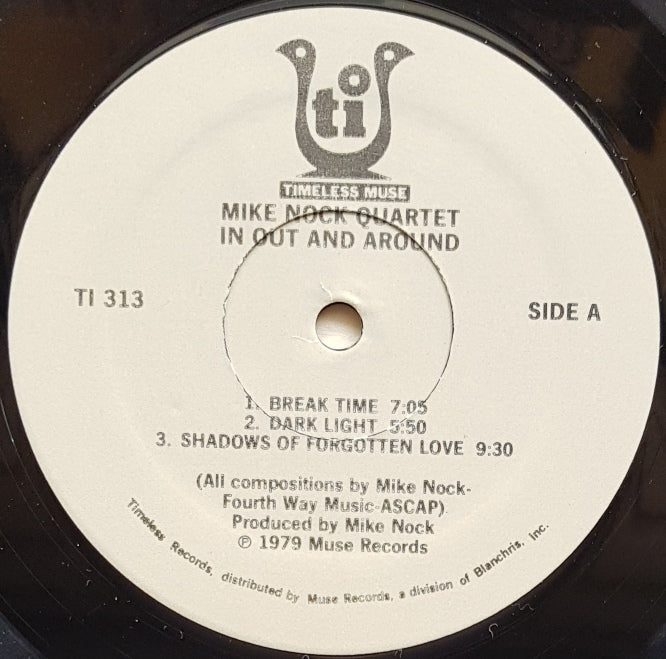 ti
TIMELESS MUSE
MIKE NOCK QUARTET
IN OUT AND AROUND
TI 313
SIDE A
1. BREAK TIME 7:05
2. DARK LIGHT 5:50
3. SHADOWS OF FORGOTTEN LOVE 9:30
(All compositions by Mike Nock-
Fourth Way Music-ASCAP)
Produced by Mike Nock
℗ 1979 Muse Records
Timeless Records, distributed by Muse Records, a division of Blanchris, Inc.